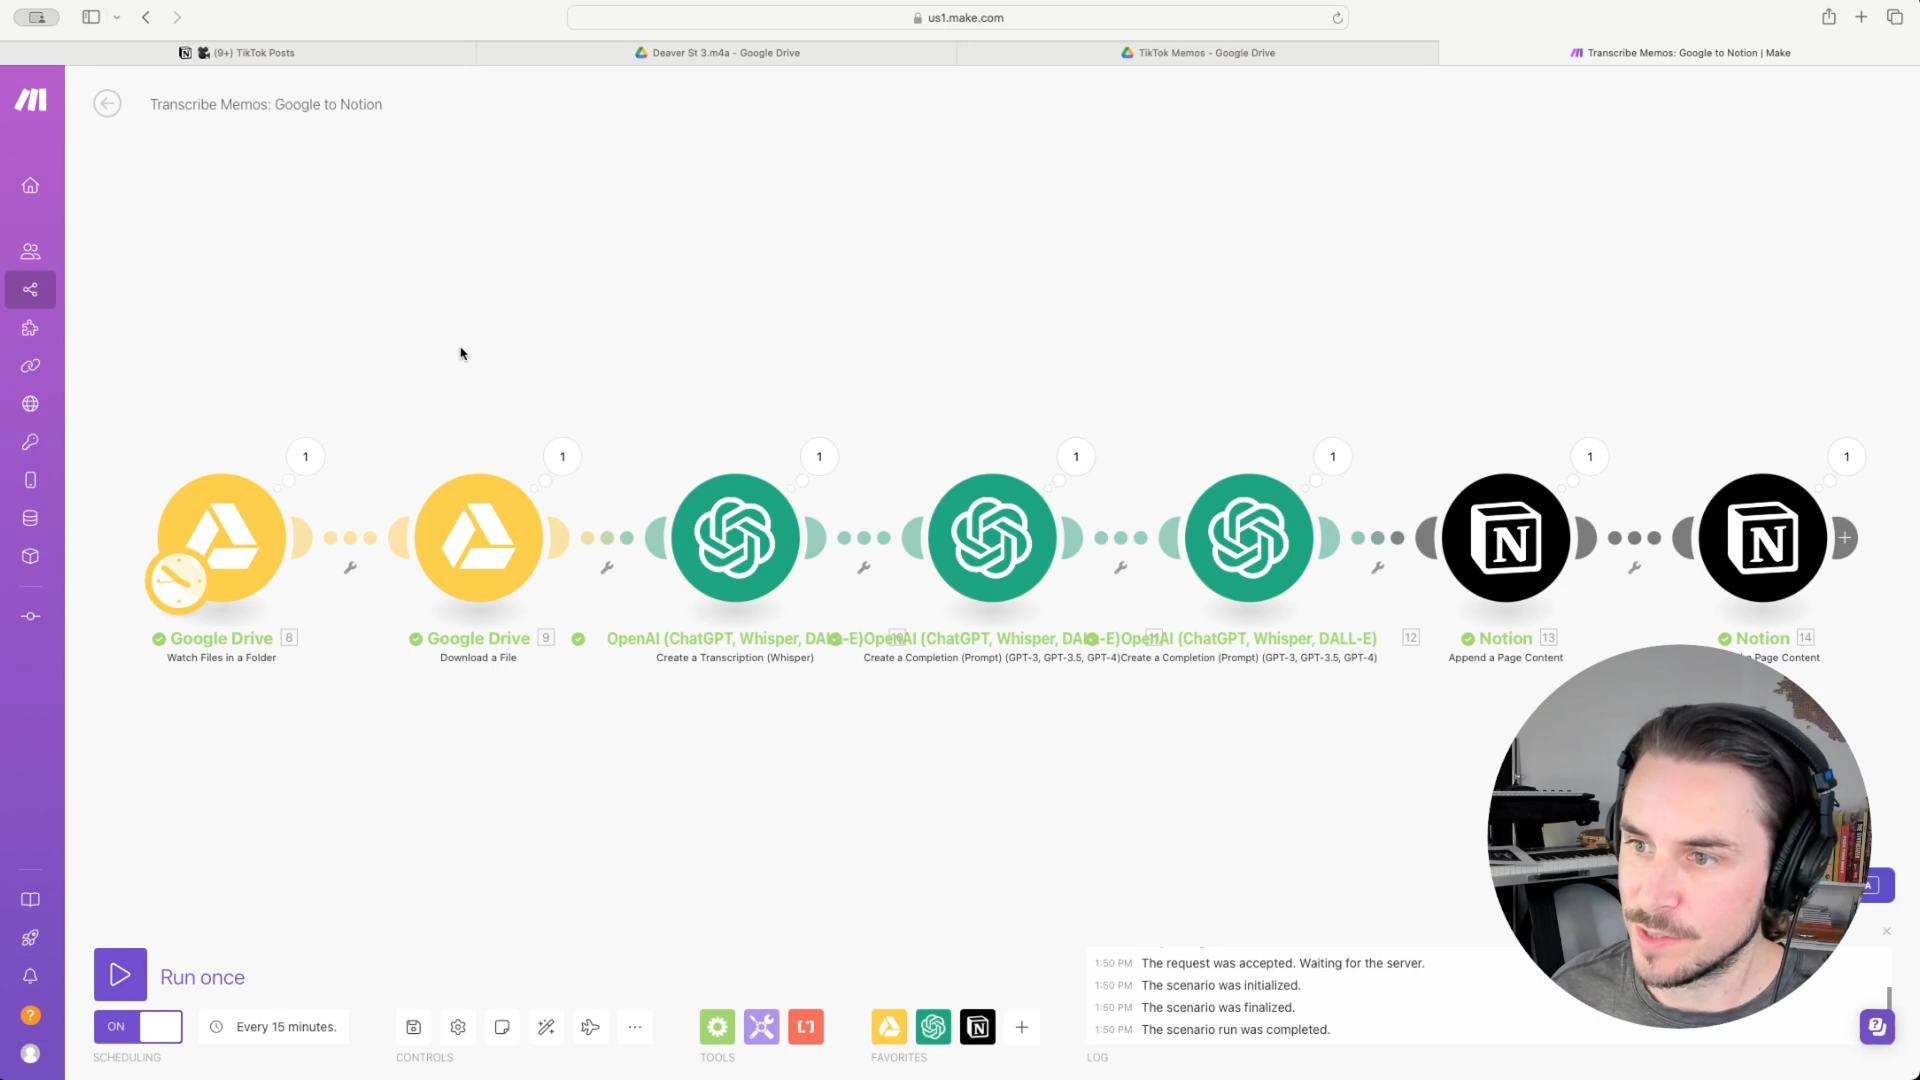 us1.make.com
(9+) TikTok Posts
Deaver St 3.m4a - Google Drive
TikTok Memos - Google Drive
Transcribe Memos: Google to Notion | Make
Transcribe Memos: Google to Notion
1
1
1
1
1
1
1
Google Drive 8
Watch Files in a Folder
Google Drive 9
Download a File
OpenAI (ChatGPT, Whisper, DALL-E)
Create a Transcription (Whisper)
OpenAI (ChatGPT, Whisper, DALL-E)
Create a Completion (Prompt) (GPT-3, GPT-3.5, GPT-4)
OpenAI (ChatGPT, Whisper, DALL-E) 12
Create a Completion (Prompt) (GPT-3, GPT-3.5, GPT-4)
Notion 13
Append a Page Content
Notion 14
a Page Content
A
Run once
ON
Every 15 minutes.
SCHEDULING
CONTROLS
TOOLS
FAVORITES
1:50 PM The request was accepted. Waiting for the server.
1:50 PM The scenario was initialized.
1:50 PM The scenario was finalized.
1:50 PM The scenario run was completed.
LOG